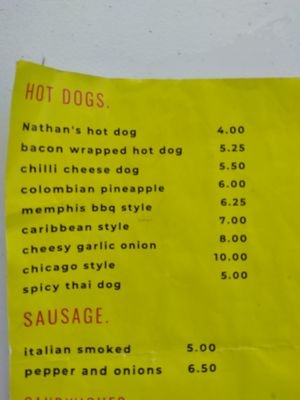 HOT DOGS.
Nathan's hot dog 4.00
bacon wrapped hot dog 5.25
chilli cheese dog 5.50
colombian pineapple 6.00
memphis bbq style 6.25
caribbean style 7.00
cheesy garlic onion 8.00
chicago style 10.00
spicy thai dog 5.00
SAUSAGE.
italian smoked 5.00
pepper and onions 6.50